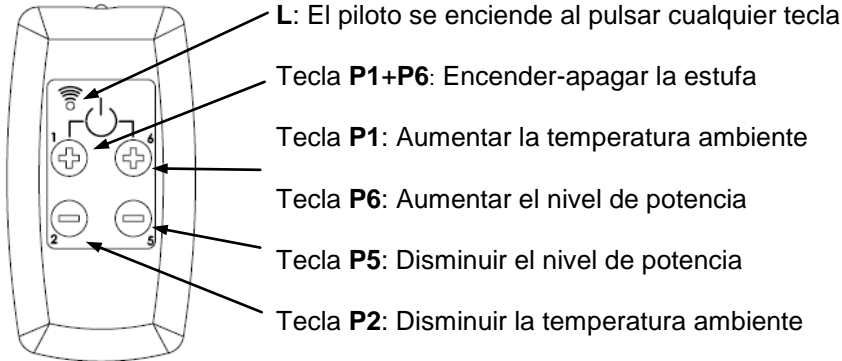 L: El piloto se enciende al pulsar cualquier tecla
Tecla P1+P6: Encender-apagar la estufa
Tecla P1: Aumentar la temperatura ambiente
Tecla P6: Aumentar el nivel de potencia
Tecla P5: Disminuir el nivel de potencia
Tecla P2: Disminuir la temperatura ambiente
1 6
2 5